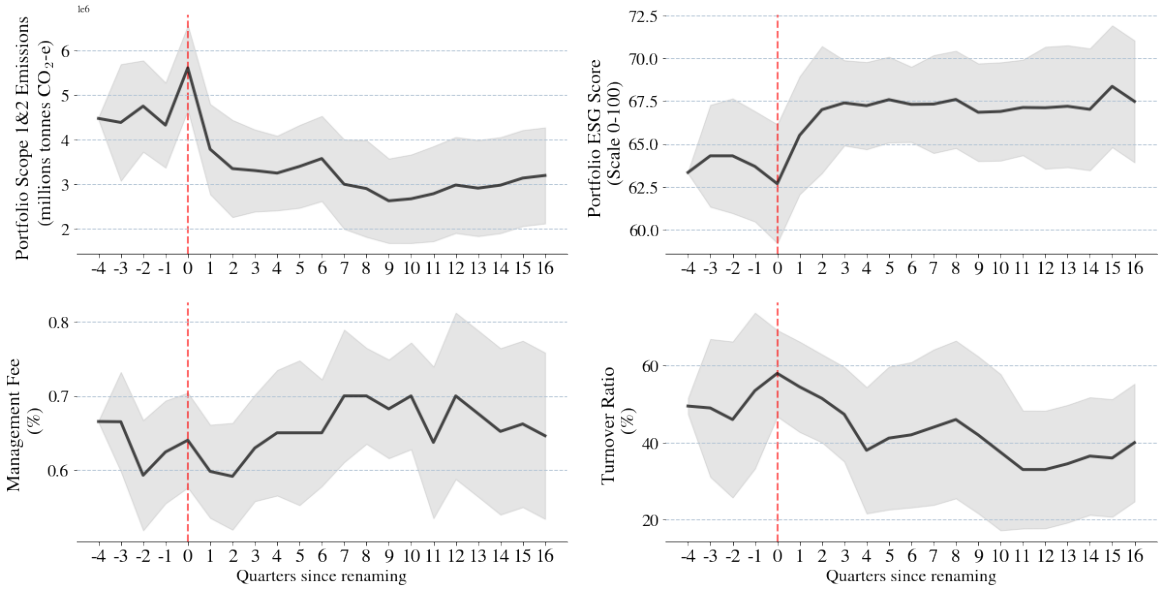 1e6
Portfolio Scope 1&2 Emissions
(millions tonnes CO₂-e)
6
5
4
3
2
-4 -3 -2 -1 0 1 2 3 4 5 6 7 8 9 10 11 12 13 14 15 16
Portfolio ESG Score
(Scale 0-100)
72.5
70.0
67.5
65.0
62.5
60.0
-4 -3 -2 -1 0 1 2 3 4 5 6 7 8 9 10 11 12 13 14 15 16
Management Fee
(%)
0.8
0.7
0.6
-4 -3 -2 -1 0 1 2 3 4 5 6 7 8 9 10 11 12 13 14 15 16
Quarters since renaming
Turnover Ratio
(%)
60
40
20
-4 -3 -2 -1 0 1 2 3 4 5 6 7 8 9 10 11 12 13 14 15 16
Quarters since renaming